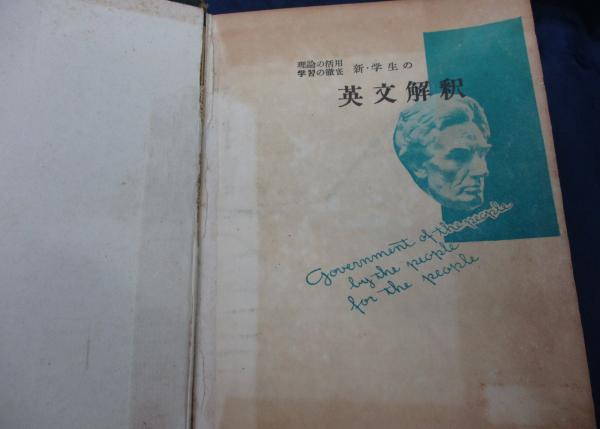 理論の活用
学習の徹底
新・学生の
英文解釈
Government of the people
by the people
for the people